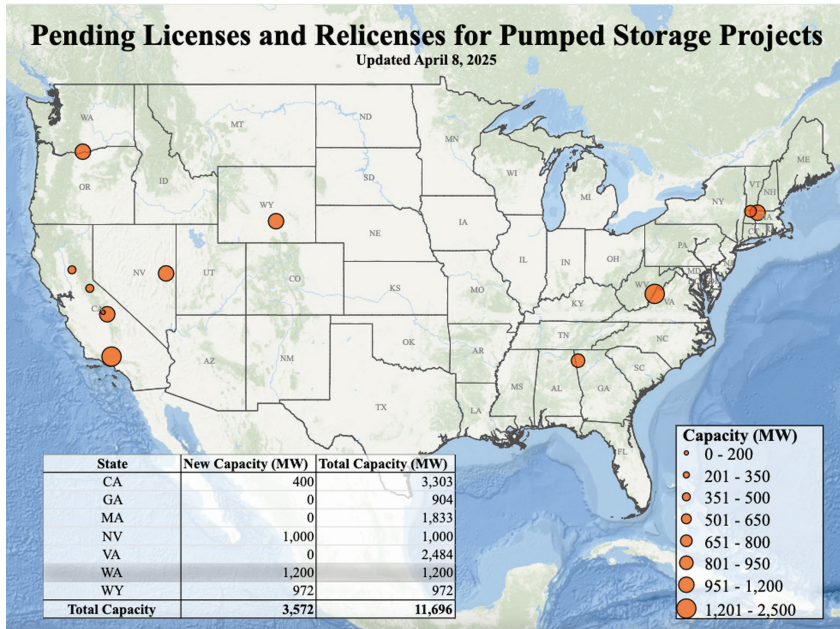 Pending Licenses and Relicenses for Pumped Storage Projects
Updated April 8, 2025
WA
MT
ND
MN
ME
OR
ID
SD
WI
MI
VT
NH
NY
WY
IA
NE
PA
NV
UT
CO
IL
IN
OH
KS
MO
KY
VA
MD
CT
CA
OK
TN
NC
AZ
NM
AR
SC
TX
MS
AL
GA
LA
FL
State New Capacity (MW) Total Capacity (MW)
CA 400 3,303
GA 0 904
MA 0 1,833
NV 1,000 1,000
VA 0 2,484
WA 1,200 1,200
WY 972 972
Total Capacity 3,572 11,696
Capacity (MW)
0 - 200
201 - 350
351 - 500
501 - 650
651 - 800
801 - 950
951 - 1,200
1,201 - 2,500